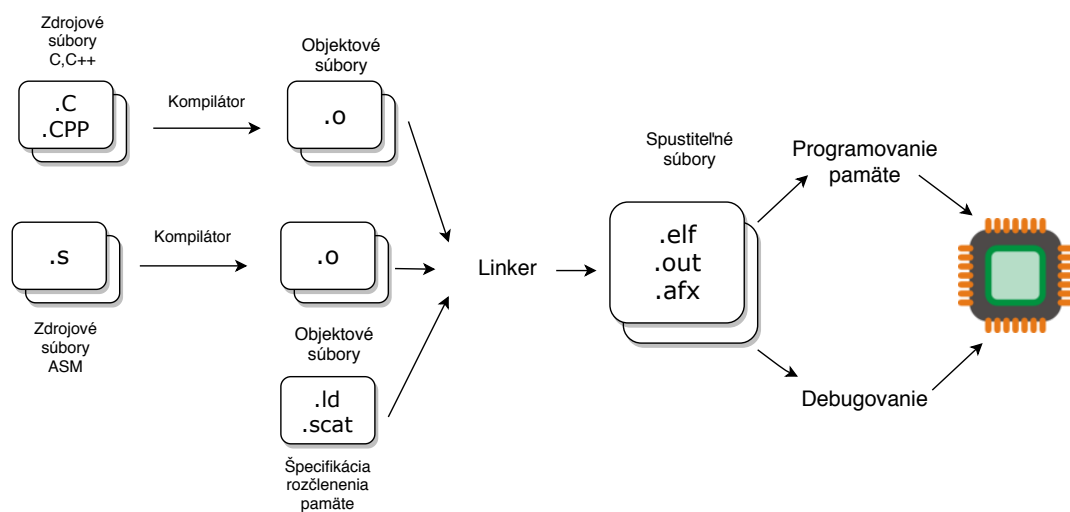 Zdrojové
súbory
C,C++
.C
.CPP
Kompilátor
Objektové
súbory
.o
.s
Zdrojové
súbory
ASM
Kompilátor
.o
Objektové
súbory
.ld
.scat
Špecifikácia
rozčlenenia
pamäte
Linker
Spustiteľné
súbory
.elf
.out
.afx
Programovanie
pamäte
Debugovanie